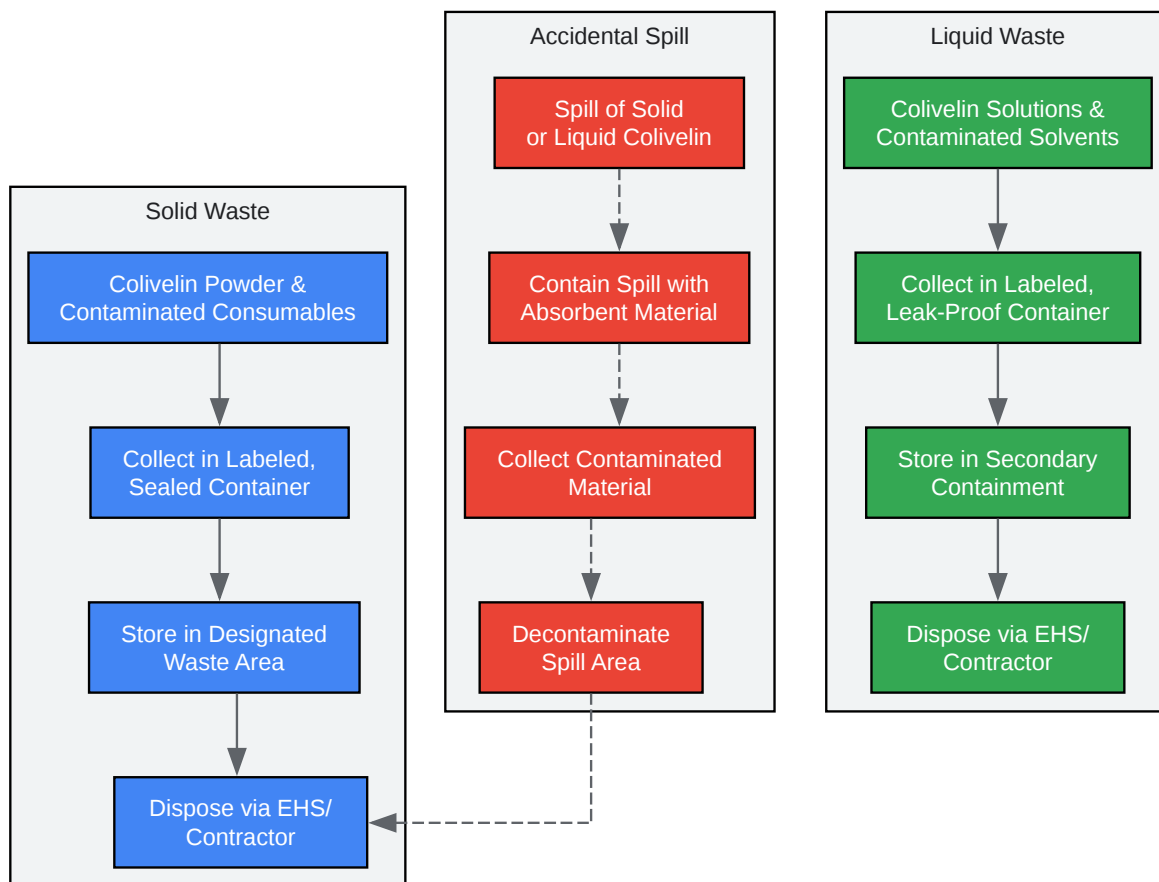 Solid Waste
Colivelin Powder &
Contaminated Consumables
Collect in Labeled,
Sealed Container
Store in Designated
Waste Area
Dispose via EHS/
Contractor
Accidental Spill
Spill of Solid
or Liquid Colivelin
Contain Spill with
Absorbent Material
Collect Contaminated
Material
Decontaminate
Spill Area
Liquid Waste
Colivelin Solutions &
Contaminated Solvents
Collect in Labeled,
Leak-Proof Container
Store in Secondary
Containment
Dispose via EHS/
Contractor